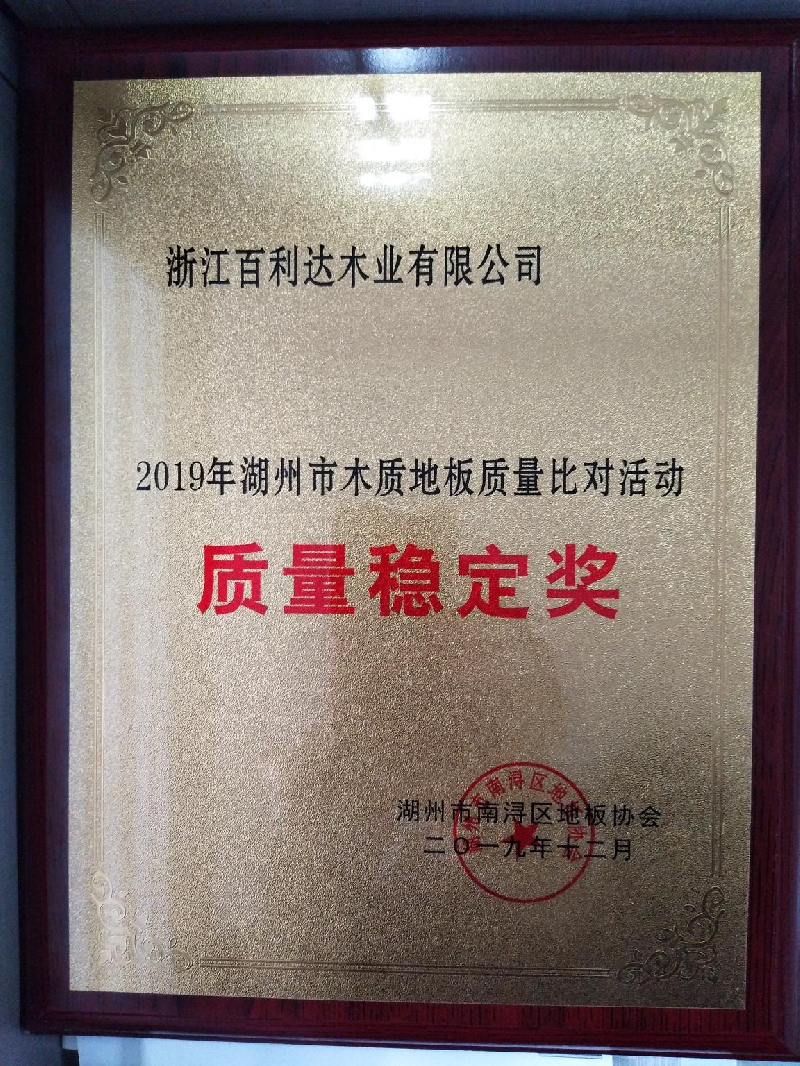 浙江百利达木业有限公司
2019年湖州市木质地板质量比对活动
质量稳定奖
湖州市南浔区地板协会
二〇一九年十二月